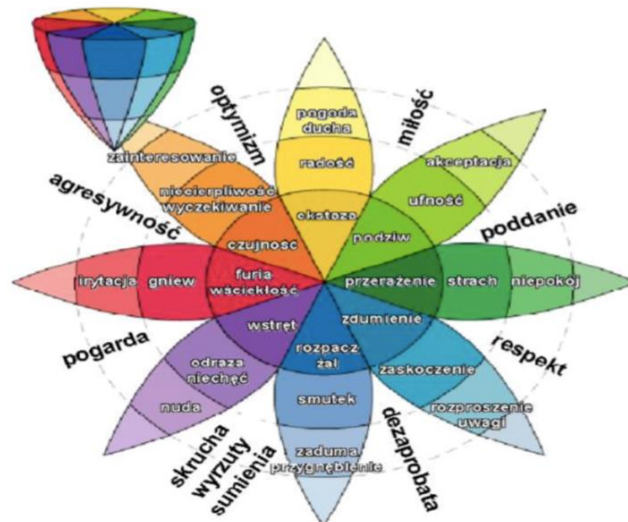 optymizm
miłość
pogoda
ducha
radość
ekstoza
zainteresowanie
niecierpliwość
wyczekiwanie
czujność
akceptacja
ufność
podziw
agresywność
poddanie
irytacja
gniew
furia
wściekłość
przerażenie
strach
niepokój
pogarda
respekt
wstręt
odraza
niechęć
nuda
rozpacz
żal
smutek
zaduma
przygnębienie
zdumienie
zaskoczenie
rozproszenie
uwagi
skrucha
wyrzuty
sumienia
dezaprobata